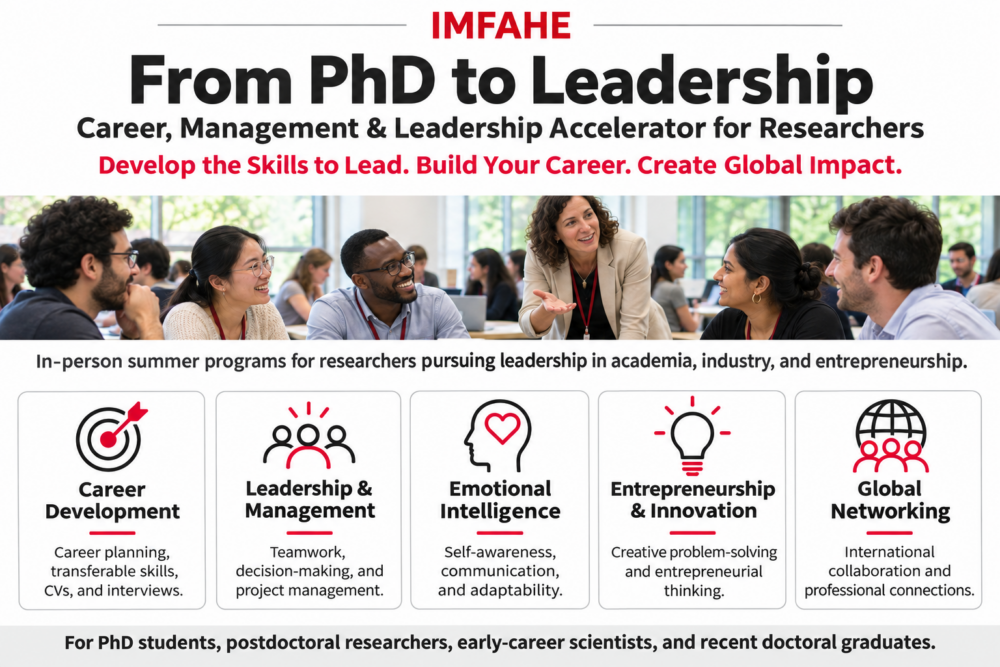 IMFAHE
From PhD to Leadership
Career, Management & Leadership Accelerator for Researchers
Develop the Skills to Lead. Build Your Career. Create Global Impact.
In-person summer programs for researchers pursuing leadership in academia, industry, and entrepreneurship.
Career
Development
Career planning,
transferable skills,
CVs, and interviews.
Leadership &
Management
Teamwork,
decision-making, and
project management.
Emotional
Intelligence
Self-awareness,
communication,
and adaptability.
Entrepreneurship
& Innovation
Creative problem-solving
and entrepreneurial
thinking.
Global
Networking
International
collaboration and
professional connections.
For PhD students, postdoctoral researchers, early-career scientists, and recent doctoral graduates.